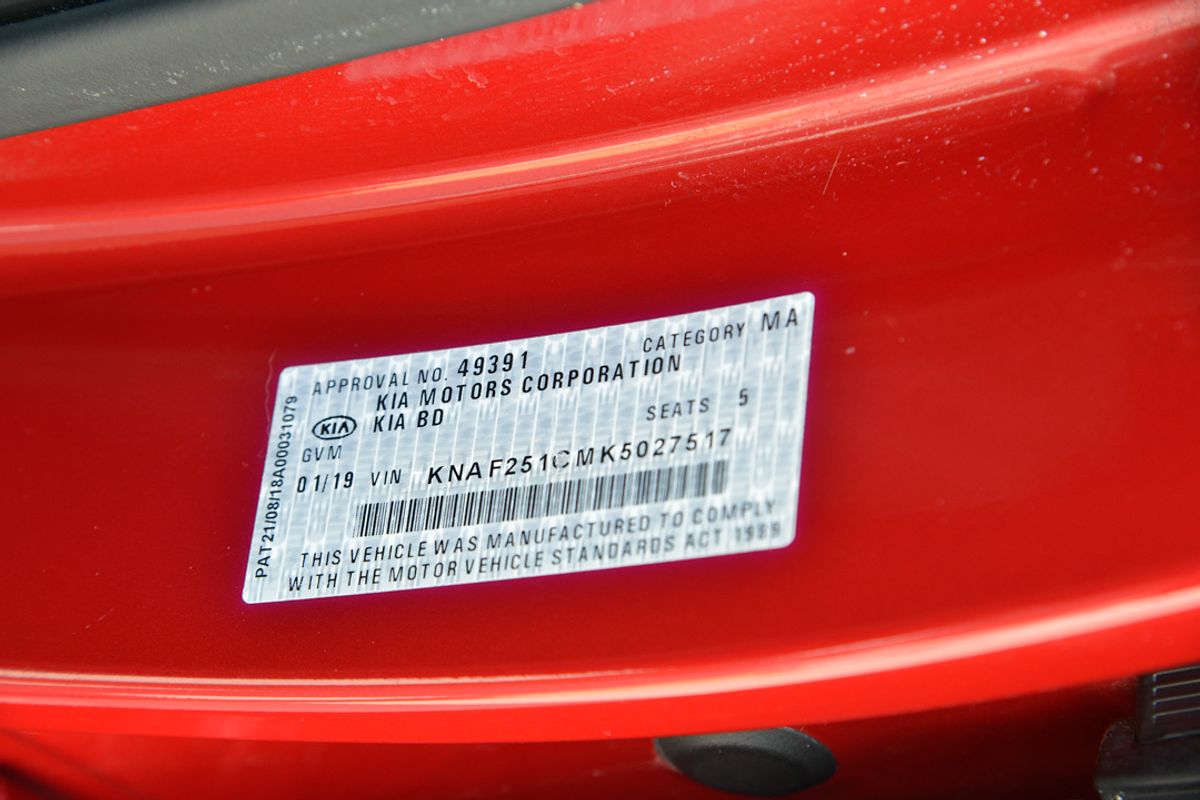 APPROVAL NO. 49391 CATEGORY MA
KIA MOTORS CORPORATION
KIA KIA BD
GVM SEATS 5
01/19 VIN KNAF251CMK5027517
THIS VEHICLE WAS MANUFACTURED TO COMPLY
WITH THE MOTOR VEHICLE STANDARDS ACT 1989
PAT21/08/18A00031079